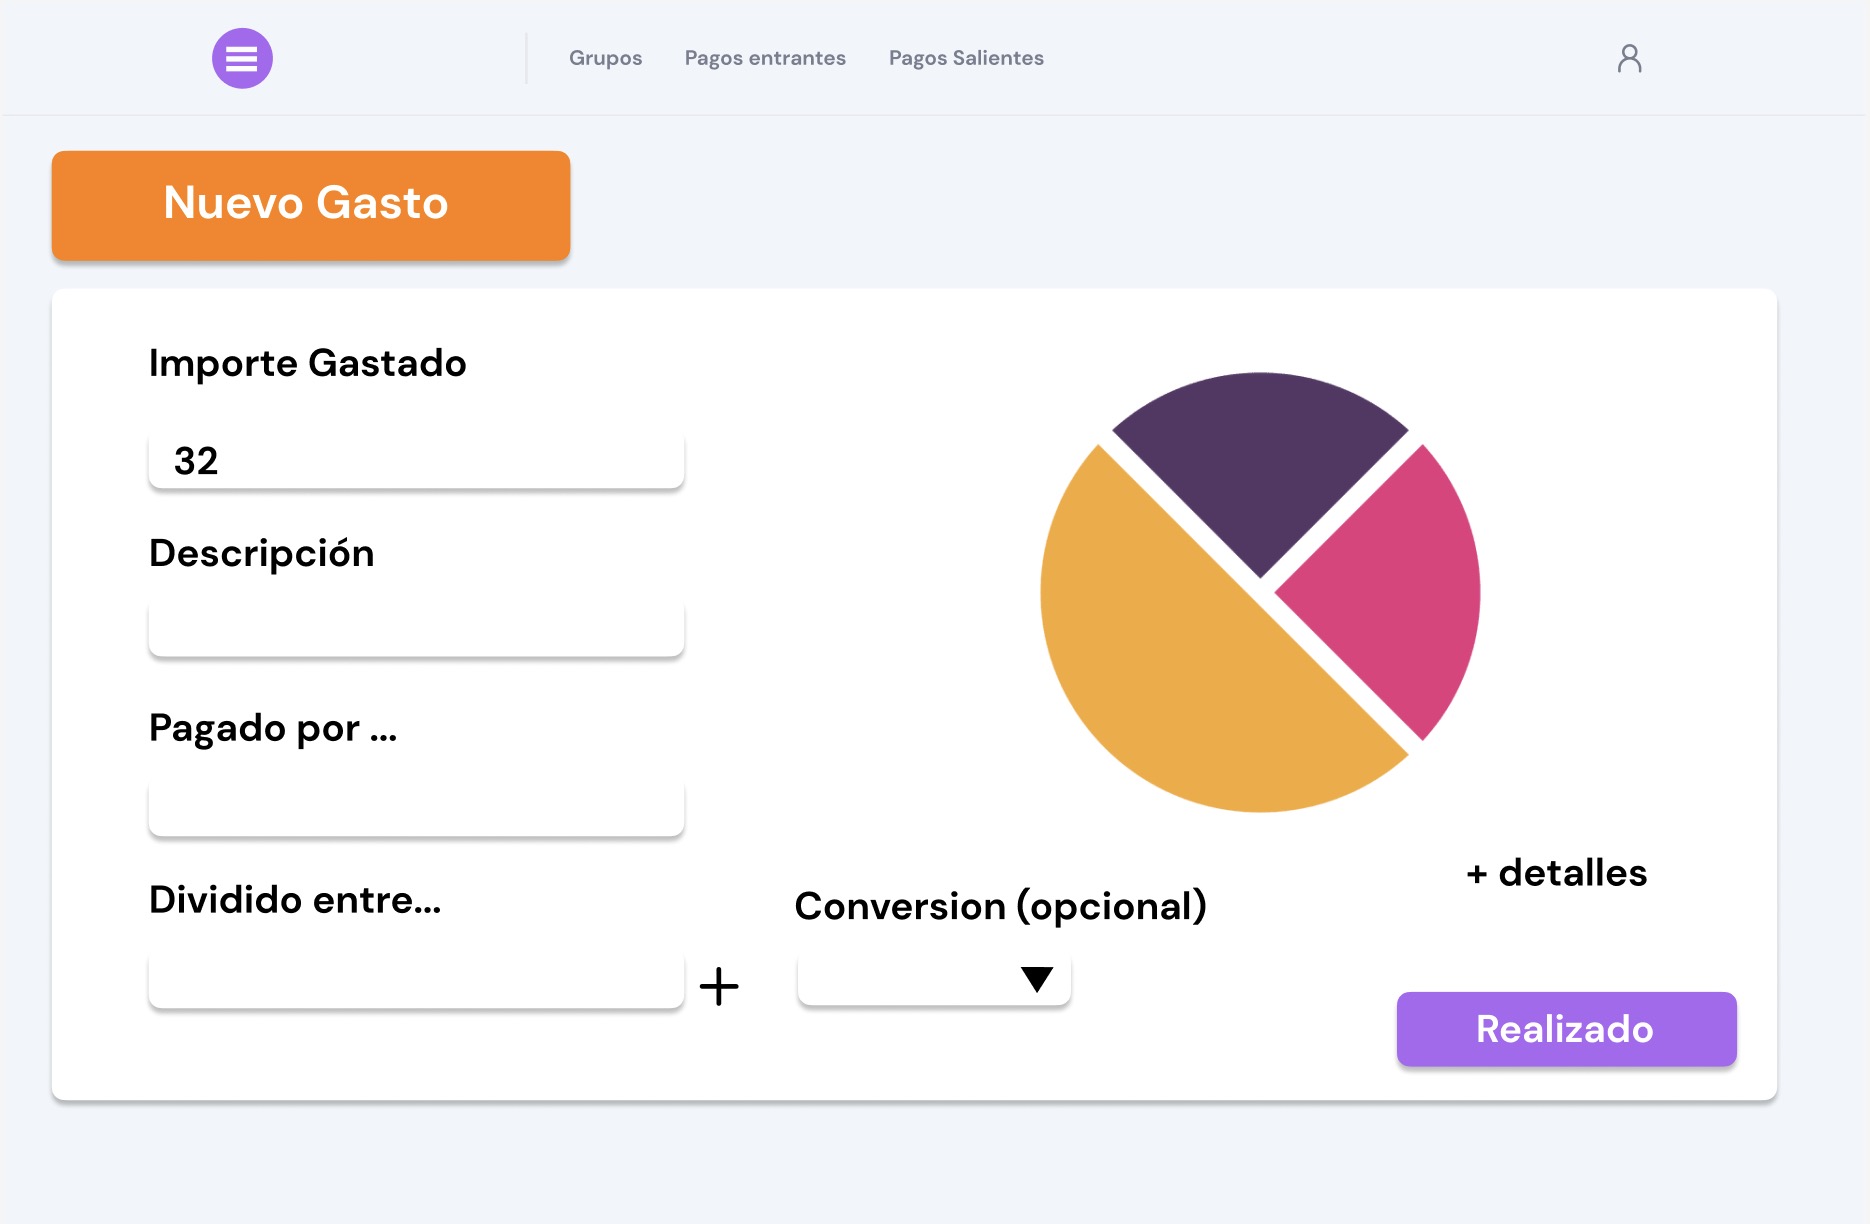 Grupos Pagos entrantes Pagos Salientes
Nuevo Gasto
Importe Gastado
32
Descripción
Pagado por ...
Dividido entre...
Conversion (opcional)
+ detalles
Realizado